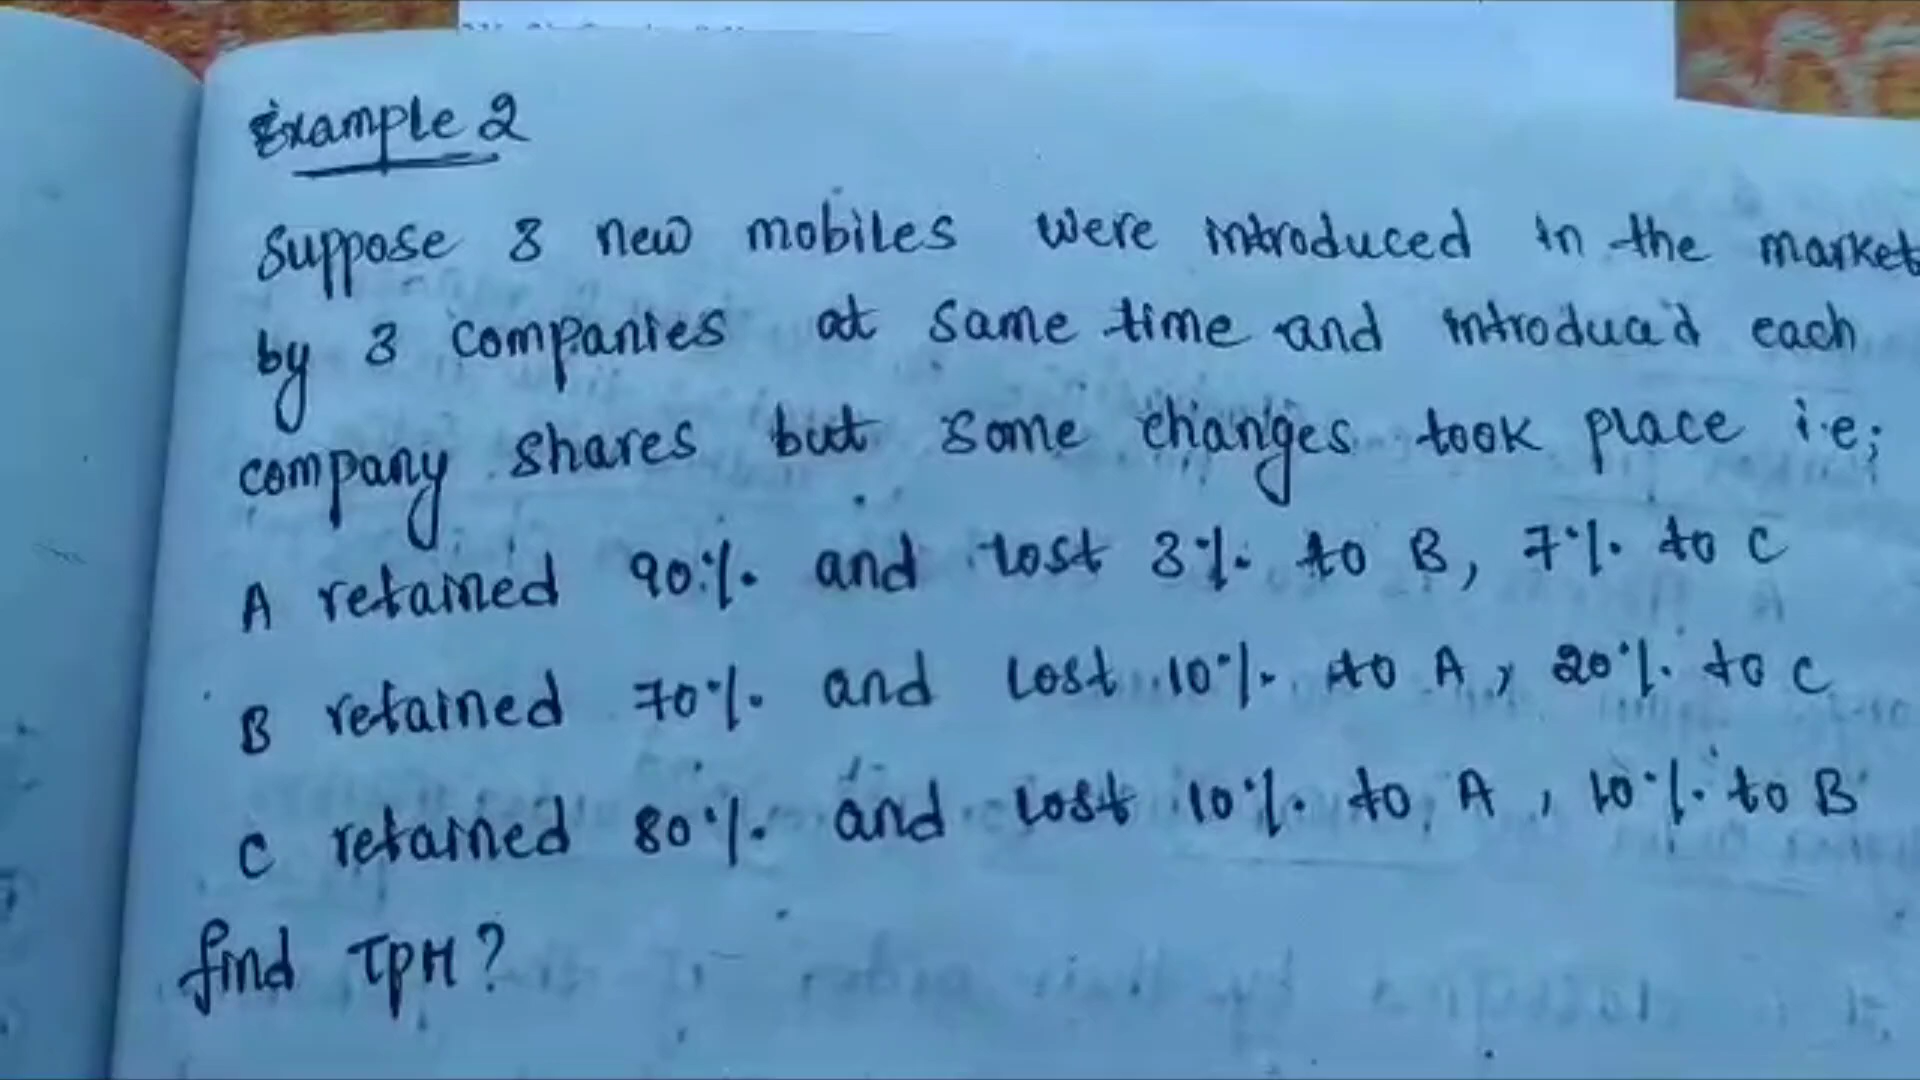 Example 2
Suppose 3 new mobiles were introduced in the market
by 3 companies at same time and introduced each
company shares but some changes took place i.e;
A retained 90% and lost 3% to B, 7% to C
B retained 70% and lost 10% to A, 20% to C
C retained 80% and lost 10% to A, 10% to B
find TPM?